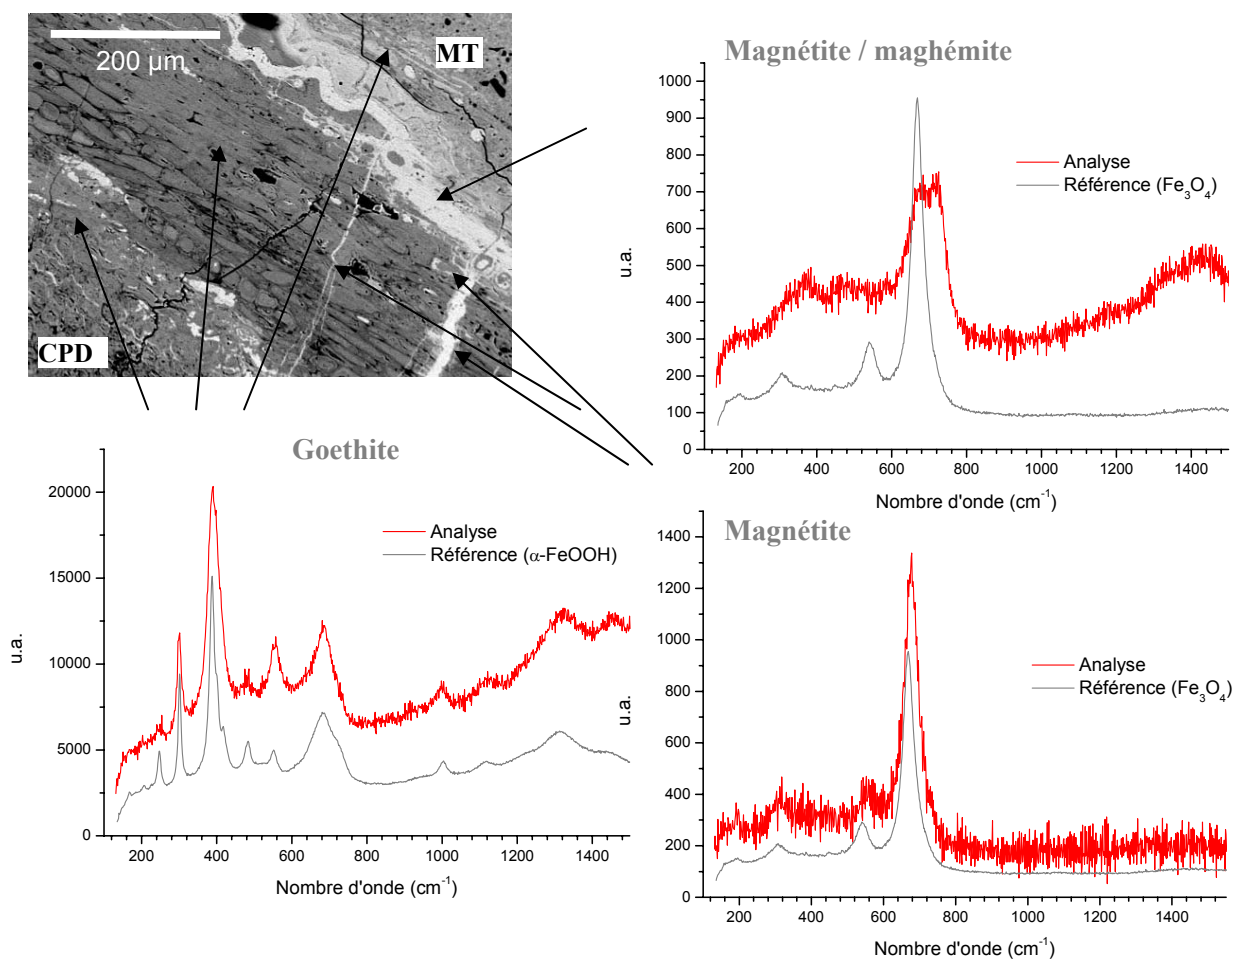 200 µm
MT
CPD
Magnétite / maghémite
1000
900
800
700
600
500
400
300
200
100
0
u.a.
Analyse
Référence (Fe₃O₄)
200 400 600 800 1000 1200 1400
Nombre d'onde (cm⁻¹)
Goethite
20000
15000
10000
5000
0
u.a.
Analyse
Référence (α-FeOOH)
200 400 600 800 1000 1200 1400
Nombre d'onde (cm⁻¹)
Magnétite
1400
1200
1000
800
600
400
200
0
u.a.
Analyse
Référence (Fe₃O₄)
200 400 600 800 1000 1200 1400
Nombre d'onde (cm⁻¹)